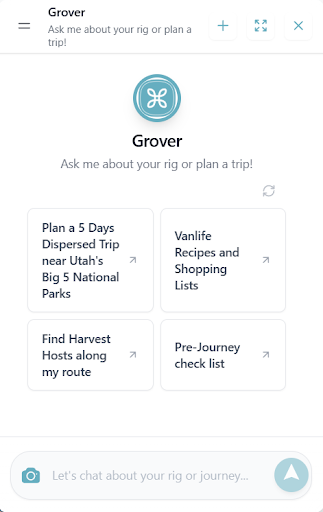 Grover
Ask me about your rig or plan a
trip!
Grover
Ask me about your rig or plan a trip!
Plan a 5 Days
Dispersed Trip
near Utah's
Big 5 National
Parks
Vanlife
Recipes and
Shopping
Lists
Find Harvest
Hosts along
my route
Pre-Journey
check list
Let's chat about your rig or journey...